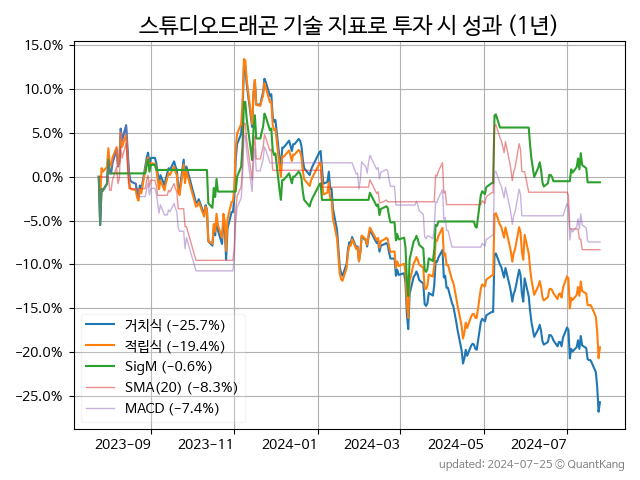 스튜디오드래곤 기술 지표로 투자 시 성과 (1년)
15.0%
10.0%
5.0%
0.0%
−5.0%
−10.0%
−15.0%
−20.0%
−25.0%
거치식 (−25.7%)
적립식 (−19.4%)
SigM (−0.6%)
SMA(20) (−8.3%)
MACD (−7.4%)
2023-09 2023-11 2024-01 2024-03 2024-05 2024-07
updated: 2024-07-25 © QuantKang